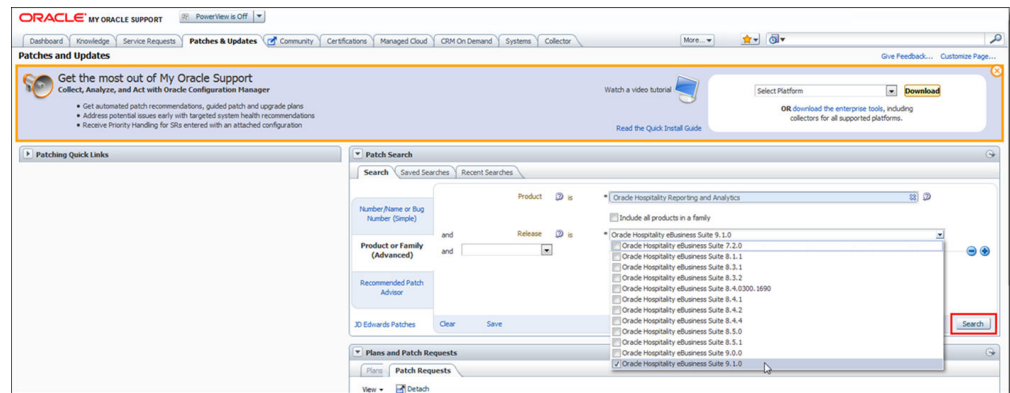 ORACLE MY ORACLE SUPPORT PowerView is Off
Dashboard Knowledge Service Requests Patches & Updates Community Certifications Managed Cloud CRM On Demand Systems Collector More...
Patches and Updates Give Feedback... Customize Page...
Get the most out of My Oracle Support
Collect, Analyze, and Act with Oracle Configuration Manager
• Get automated patch recommendations, guided patch and upgrade plans
• Address potential issues early with targeted system health recommendations
• Receive Priority Handling for SRs entered with an attached configuration
Watch a video tutorial
Read the Quick Install Guide
Select Platform Download
OR download the enterprise tools, including
collectors for all supported platforms.
Patching Quick Links
Patch Search
Search Saved Searches Recent Searches
Number/Name or Bug
Number (Simple)
Product or Family
(Advanced)
Recommended Patch
Advisor
JD Edwards Patches
Product is * Oracle Hospitality Reporting and Analytics
Include all products in a family
and Release is * Oracle Hospitality eBusiness Suite 9.1.0
and
Oracle Hospitality eBusiness Suite 7.2.0
Oracle Hospitality eBusiness Suite 8.1.1
Oracle Hospitality eBusiness Suite 8.3.1
Oracle Hospitality eBusiness Suite 8.3.2
Oracle Hospitality eBusiness Suite 8.4.0300.1690
Oracle Hospitality eBusiness Suite 8.4.1
Oracle Hospitality eBusiness Suite 8.4.2
Oracle Hospitality eBusiness Suite 8.4.4
Oracle Hospitality eBusiness Suite 8.5.0
Oracle Hospitality eBusiness Suite 8.5.1
Oracle Hospitality eBusiness Suite 9.0.0
Oracle Hospitality eBusiness Suite 9.1.0
Clear Save Search
Plans and Patch Requests
Plans Patch Requests
View Detach